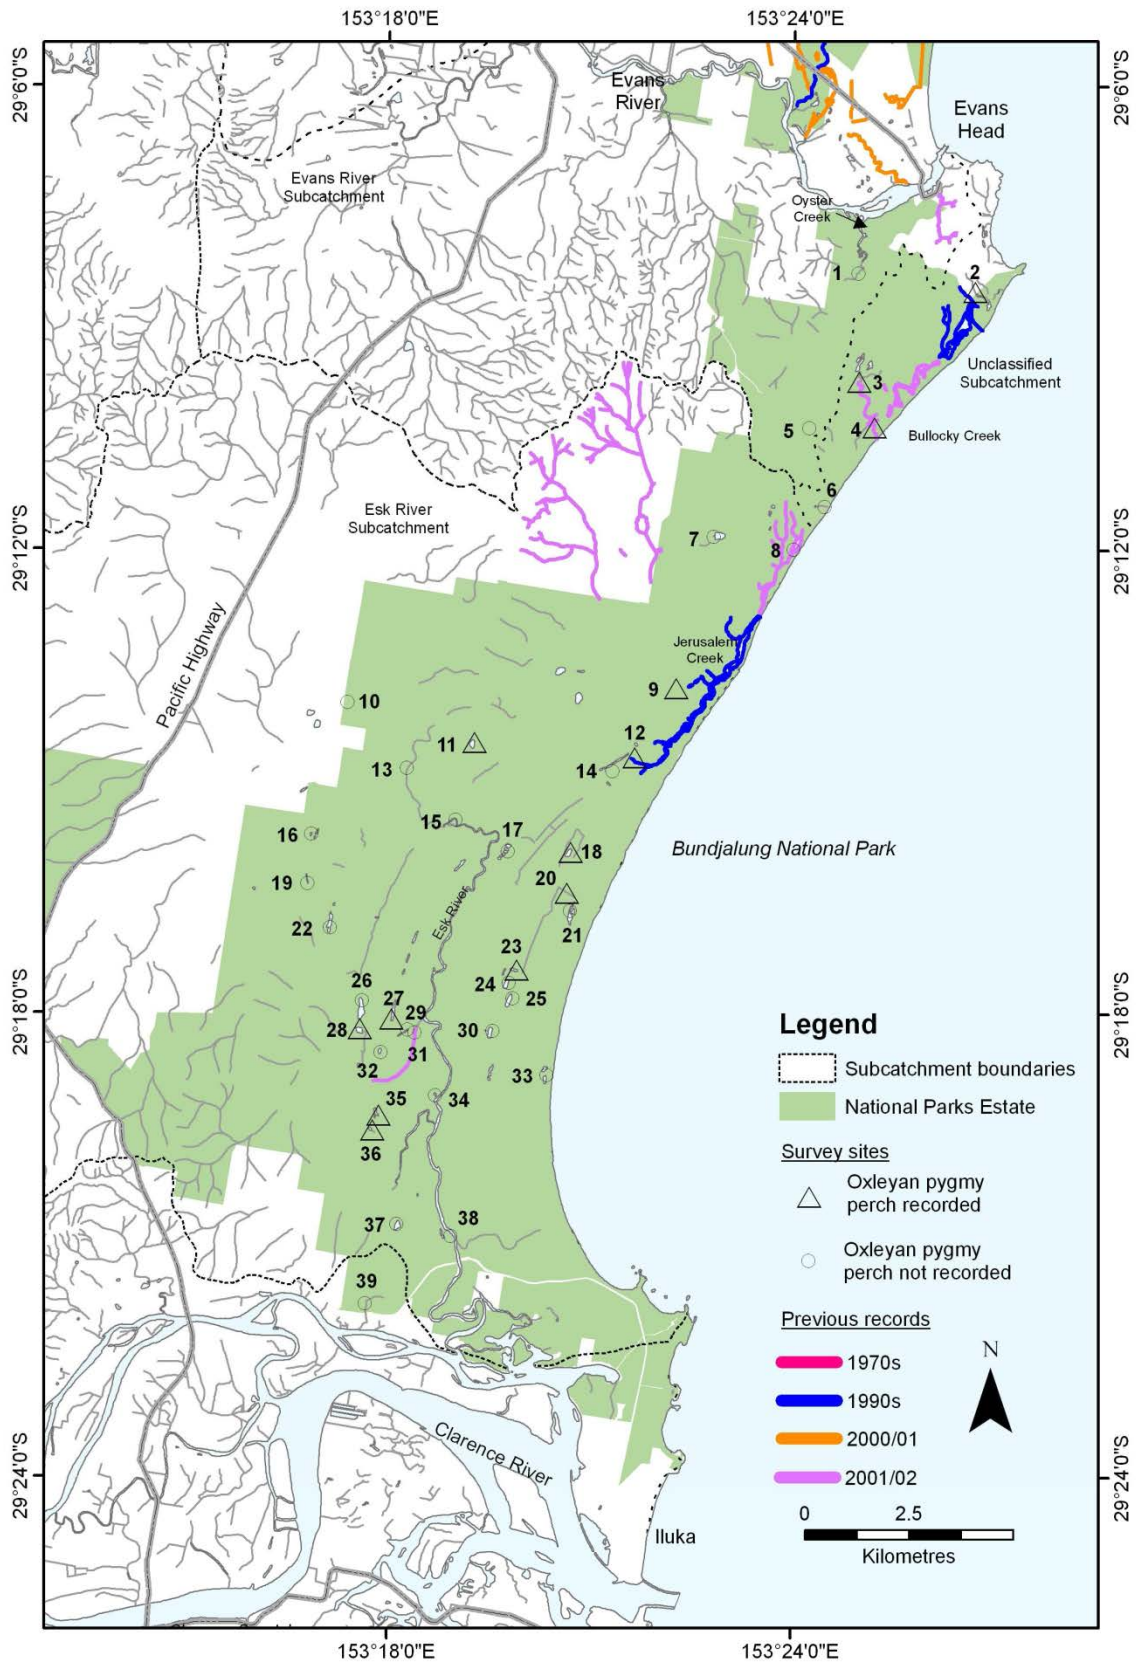 153°18'0"E
153°24'0"E
29°6'0"S
29°6'0"S
Evans
River
Evans
Head
Evans River
Subcatchment
Oyster
Creek
1
2
Unclassified
Subcatchment
3
4
Bullocky Creek
5
6
Esk River
Subcatchment
7
8
29°12'0"S
29°12'0"S
Pacific Highway
Jerusalem
Creek
9
10
11
12
13
14
15
16
17
18
Bundjalung National Park
19
20
21
22
Esk River
23
24
25
26
27
28
29
30
31
32
33
34
35
36
37
38
39
29°18'0"S
29°18'0"S
Legend
Subcatchment boundaries
National Parks Estate
Survey sites
Oxleyan pygmy
perch recorded
Oxleyan pygmy
perch not recorded
Previous records
1970s
1990s
2000/01
2001/02
N
0
2.5
Kilometres
Clarence River
Iluka
29°24'0"S
29°24'0"S
153°18'0"E
153°24'0"E